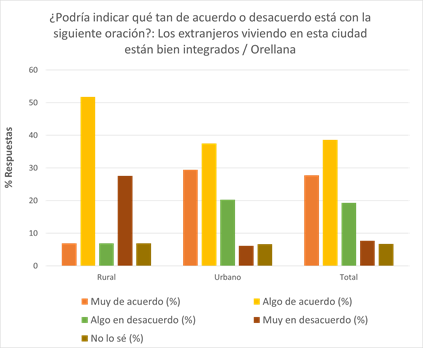 ¿Podría indicar qué tan de acuerdo o desacuerdo está con la
siguiente oración?: Los extranjeros viviendo en esta ciudad
están bien integrados / Orellana
60
50
40
30
20
10
0
% Respuestas
Rural
Urbano
Total
Muy de acuerdo (%)
Algo de acuerdo (%)
Algo en desacuerdo (%)
Muy en desacuerdo (%)
No lo sé (%)